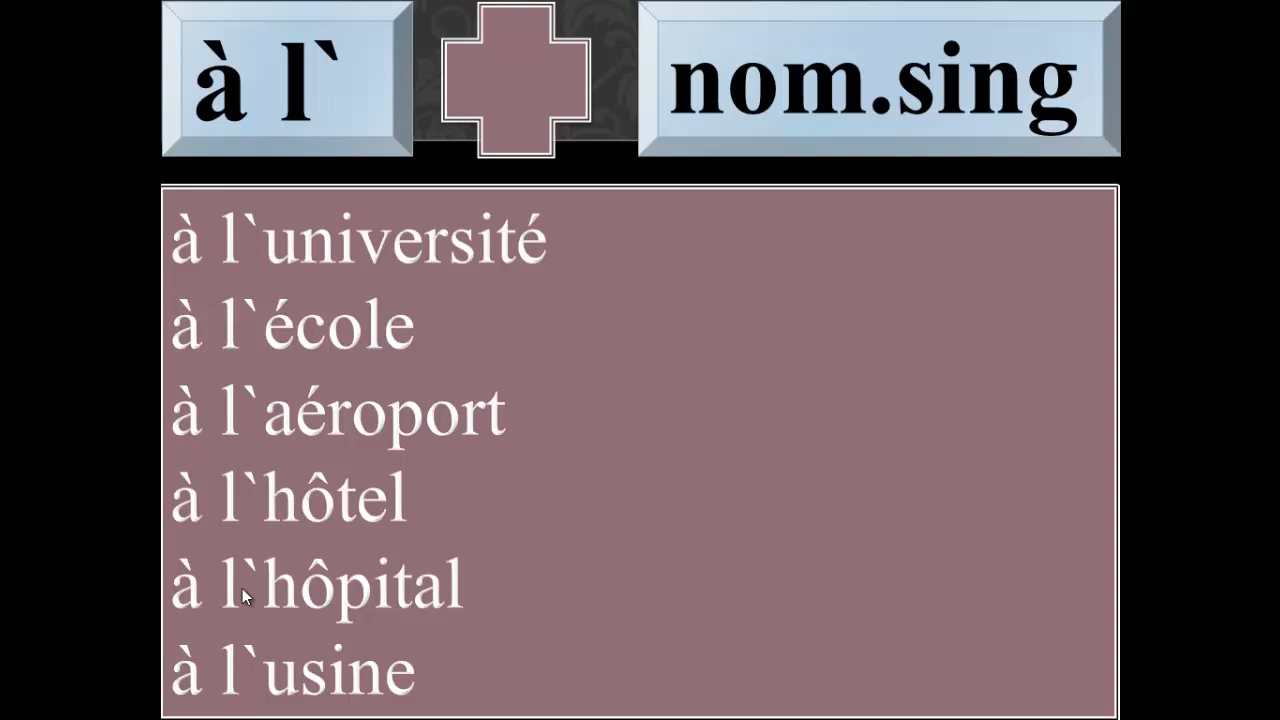 à l` nom.sing
à l`université
à l`école
à l`aéroport
à l`hôtel
à l`hôpital
à l`usine